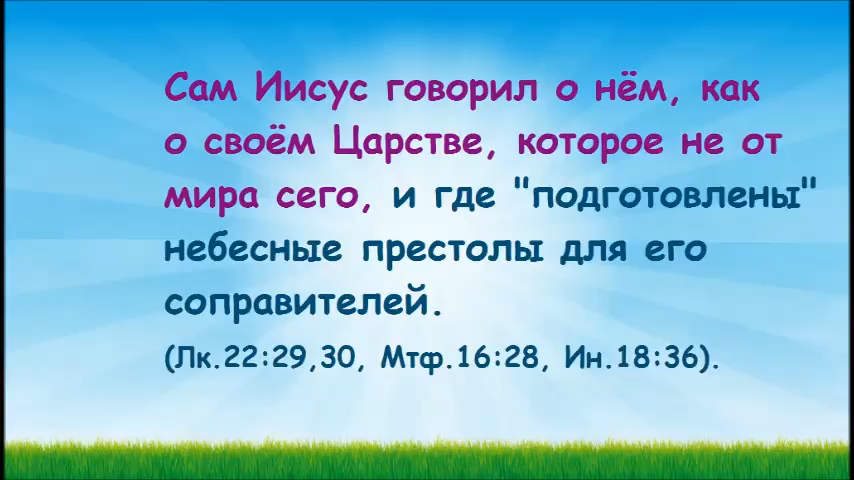 Сам Иисус говорил о нём, как
о своём Царстве, которое не от
мира сего, и где "подготовлены"
небесные престолы для его
соправителей.
(Лк.22:29,30, Мтф.16:28, Ин.18:36).